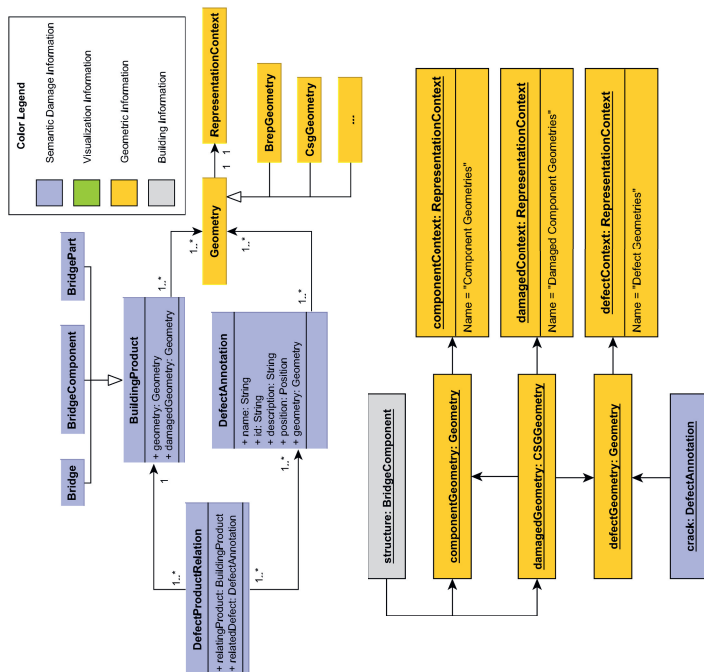 Color Legend
Semantic Damage Information
Visualization Information
Geometric Information
Building Information
Bridge
BridgeComponent
BridgePart
BuildingProduct
+ geometry: Geometry
+ damagedGeometry: Geometry
1..*
1..*
Geometry
1
1
RepresentationContext
BrepGeometry
CsgGeometry
...
1
1..*
DefectProductRelation
+ relatingProduct: BuildingProduct
+ relatedDefect: DefectAnnotation
1..*
1..*
DefectAnnotation
+ name: String
+ id: String
+ description: String
+ position: Position
+ geometry: Geometry
1..*
1..*
structure: BridgeComponent
componentGeometry: Geometry
componentContext: RepresentationContext
Name = "Component Geometries"
damagedGeometry: CSGGeometry
damagedContext: RepresentationContext
Name = "Damaged Component Geometries"
defectGeometry: Geometry
defectContext: RepresentationContext
Name = "Defect Geometries"
crack: DefectAnnotation